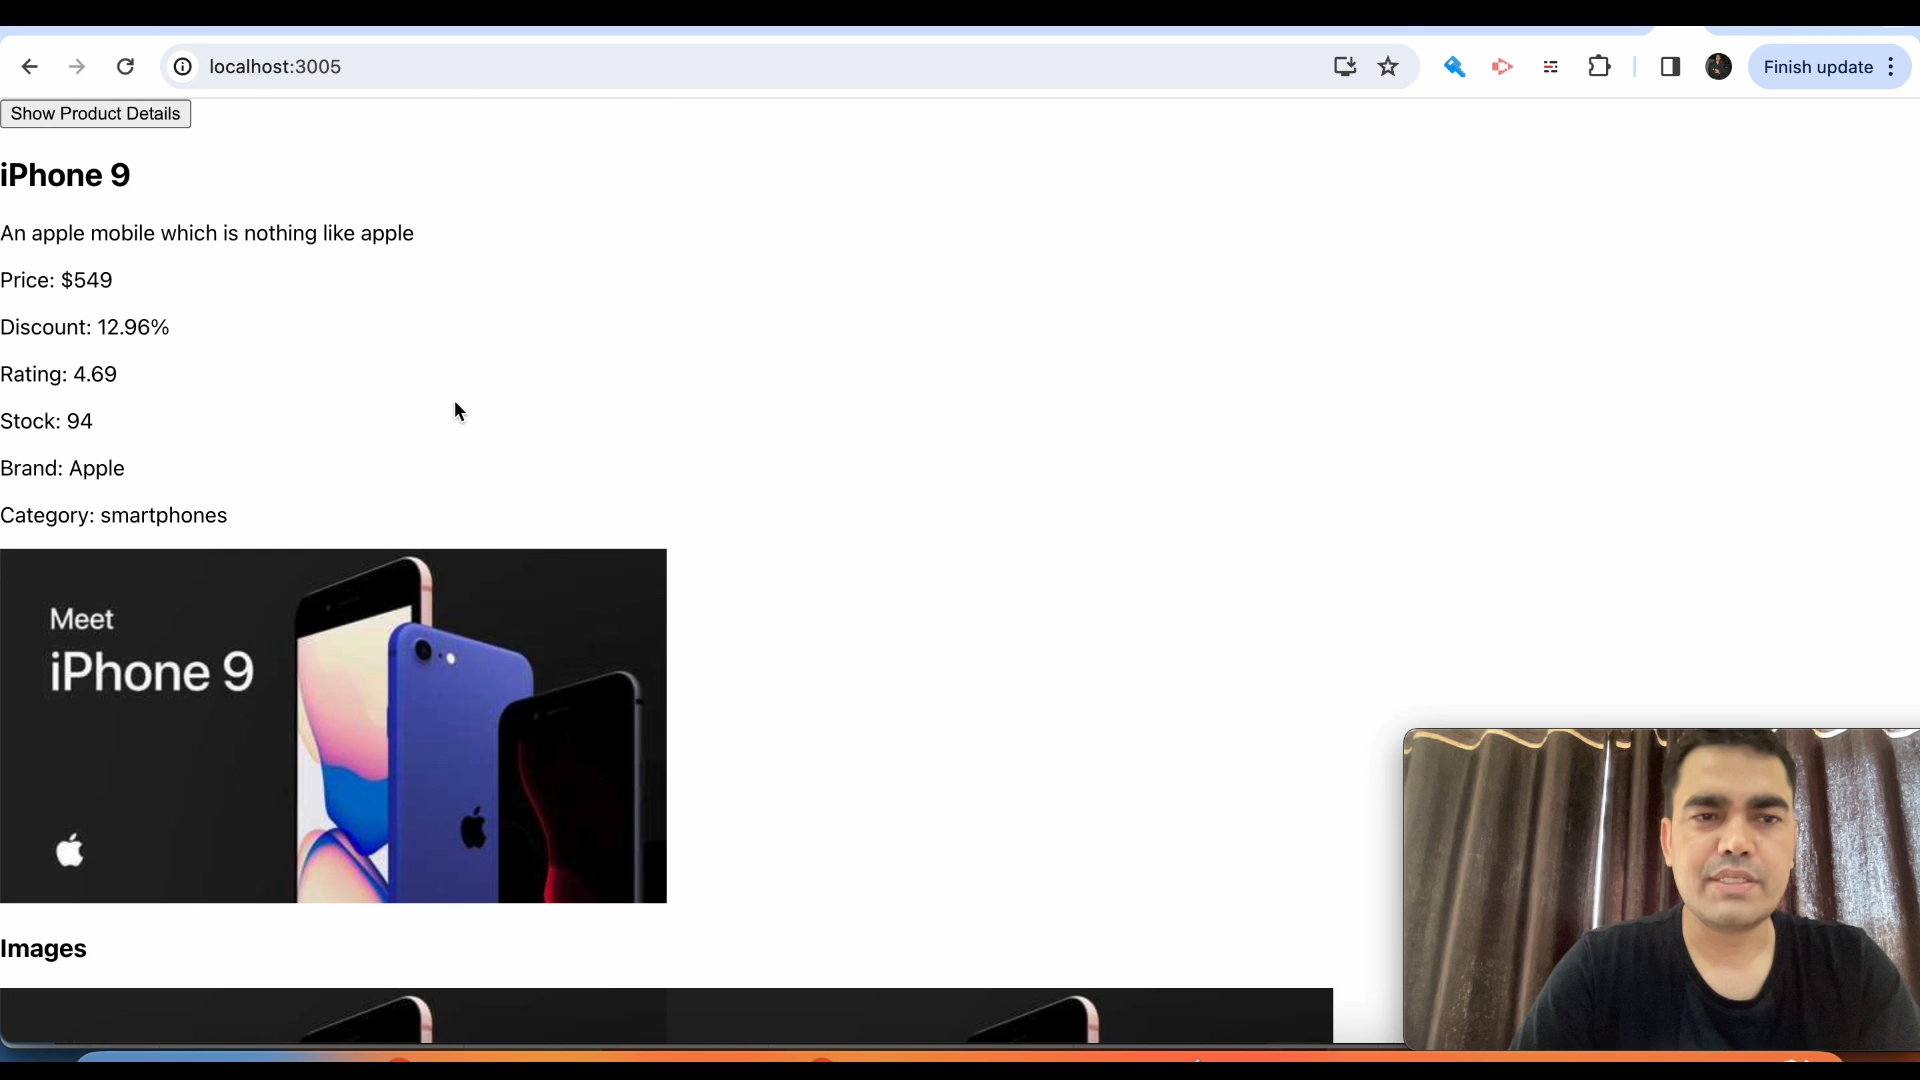 localhost:3005
Finish update
Show Product Details
iPhone 9
An apple mobile which is nothing like apple
Price: $549
Discount: 12.96%
Rating: 4.69
Stock: 94
Brand: Apple
Category: smartphones
Meet
iPhone 9
Images